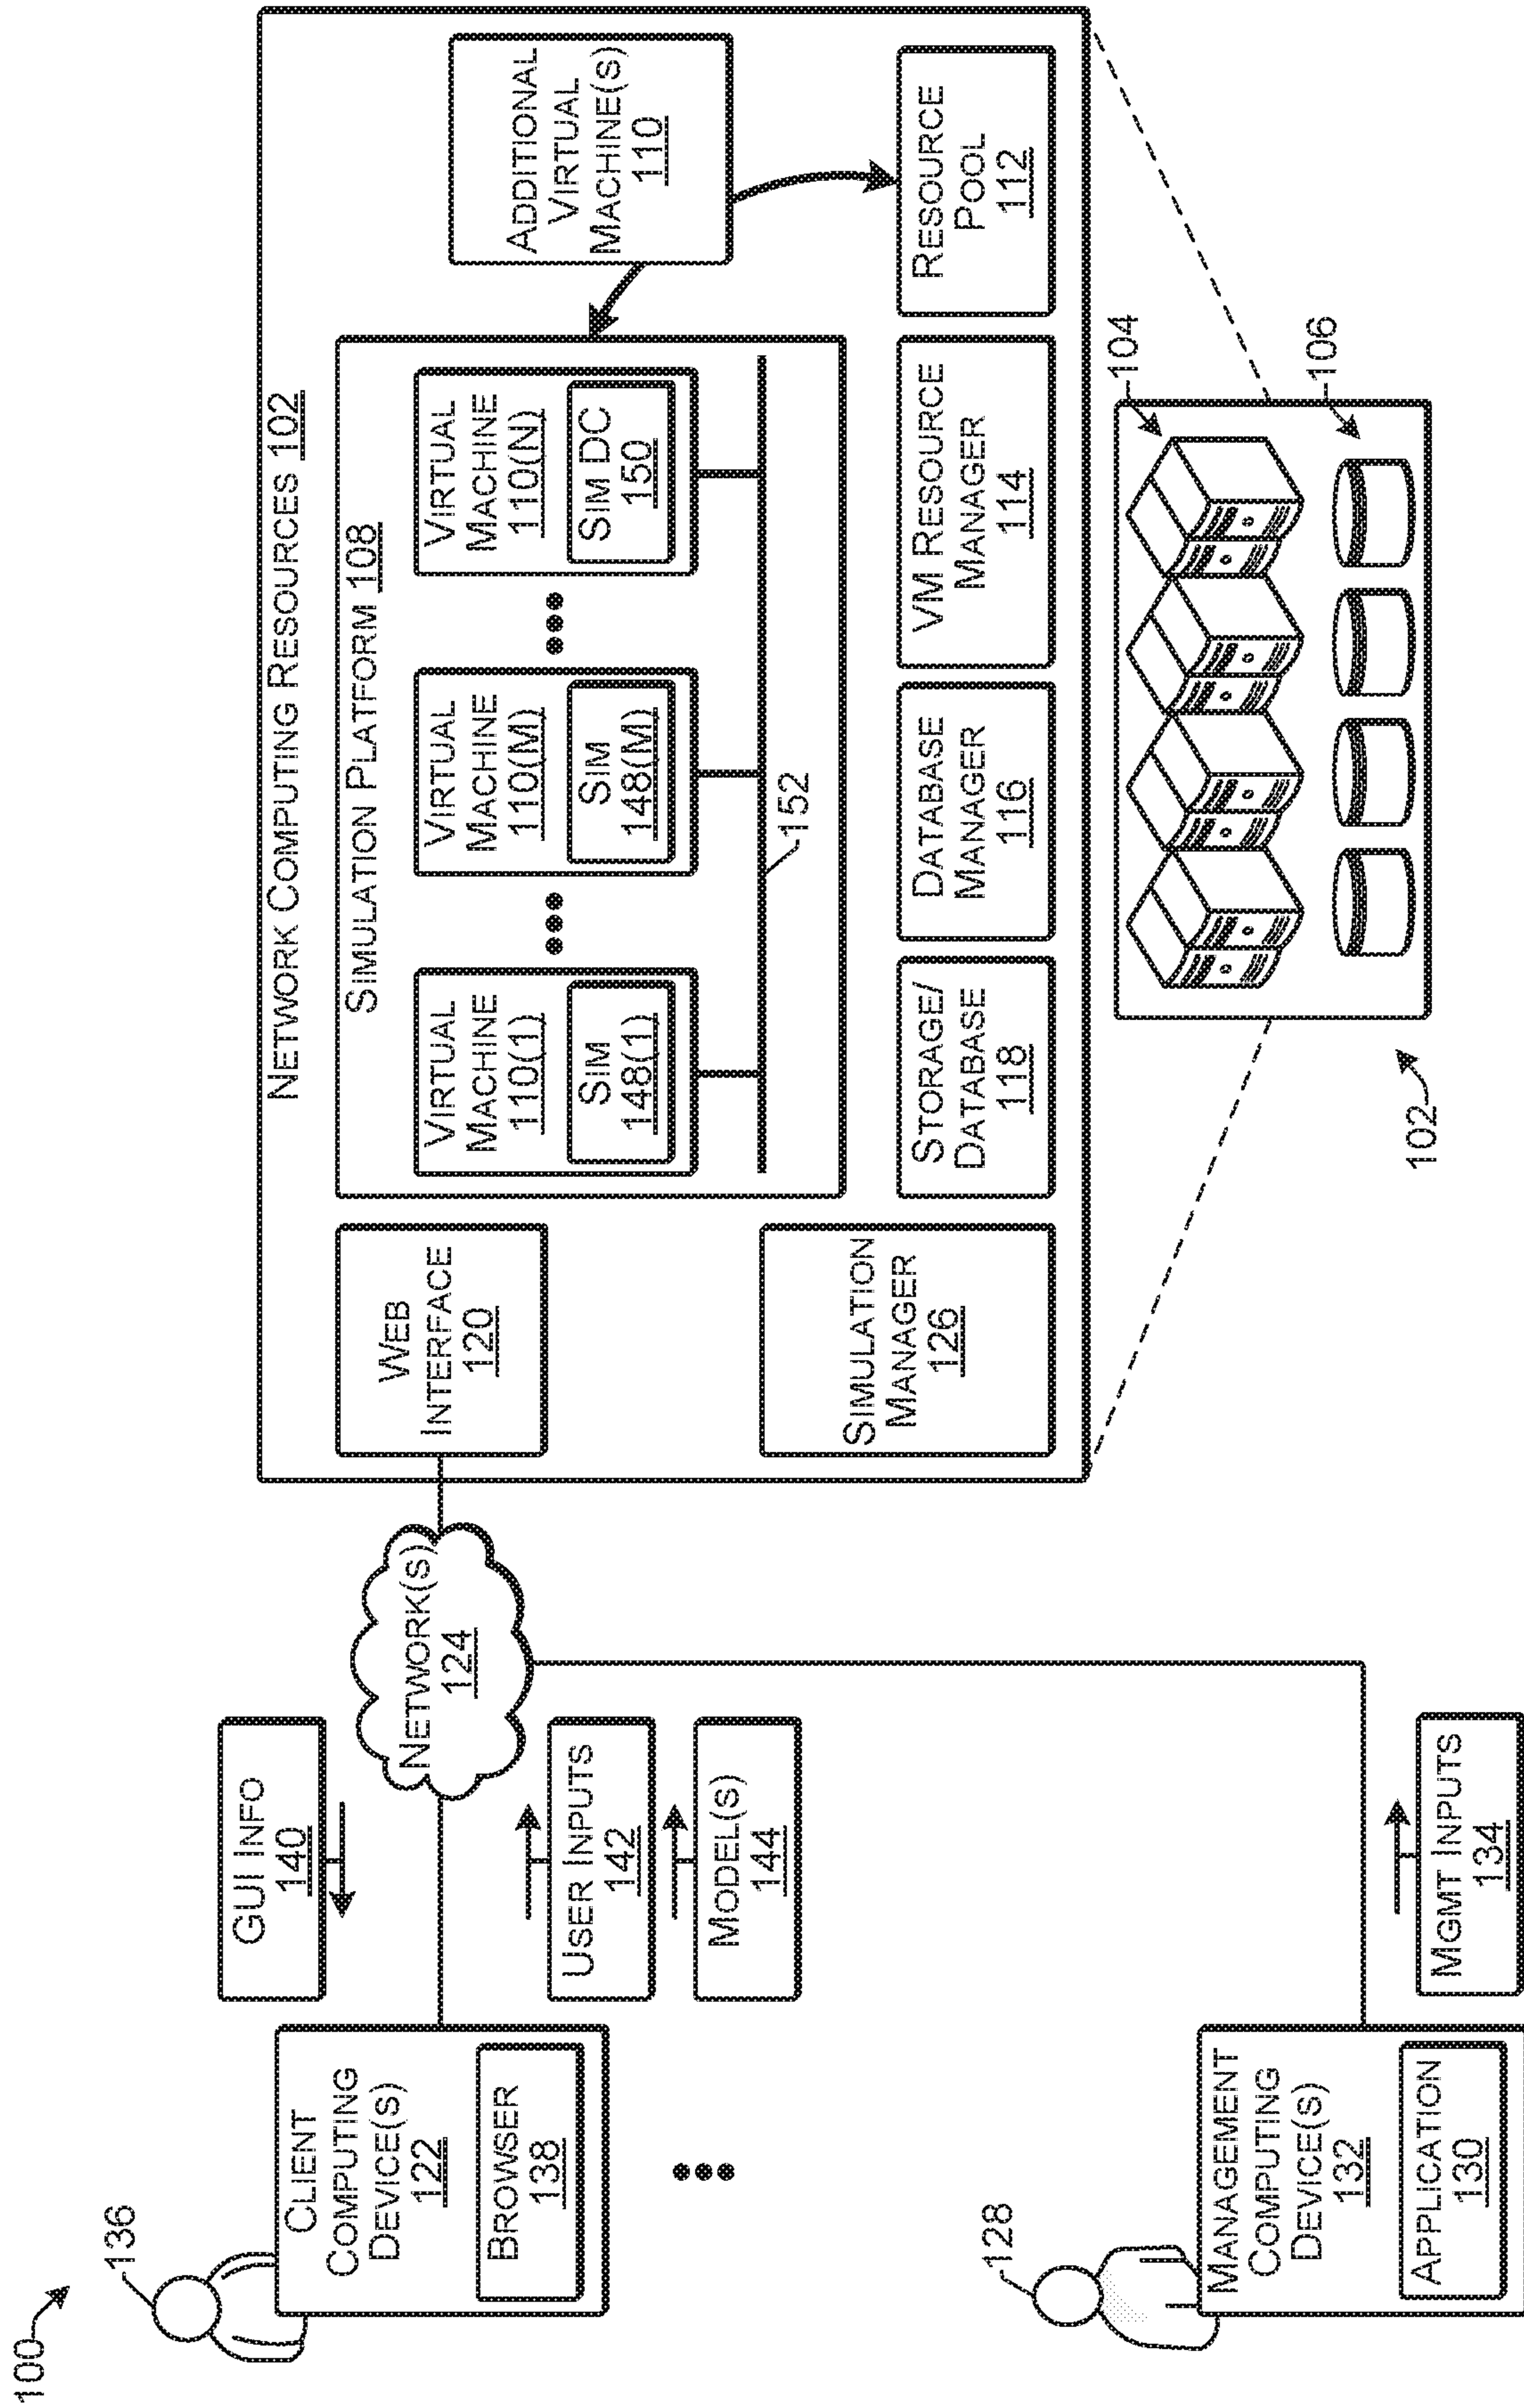 100
136
CLIENT
COMPUTING
DEVICE(S)
122
BROWSER
138
GUI INFO
140
USER INPUTS
142
MODEL(S)
144
NETWORK(S)
124
128
MANAGEMENT
COMPUTING
DEVICE(S)
132
APPLICATION
130
MGMT INPUTS
134
NETWORK COMPUTING RESOURCES 102
WEB
INTERFACE
120
SIMULATION PLATFORM 108
VIRTUAL
MACHINE
110(1)
SIM
148(1)
VIRTUAL
MACHINE
110(M)
SIM
148(M)
VIRTUAL
MACHINE
110(N)
SIM DC
150
152
ADDITIONAL
VIRTUAL
MACHINE(S)
110
SIMULATION
MANAGER
126
STORAGE/
DATABASE
118
DATABASE
MANAGER
116
VM RESOURCE
MANAGER
114
RESOURCE
POOL
112
104
106
102